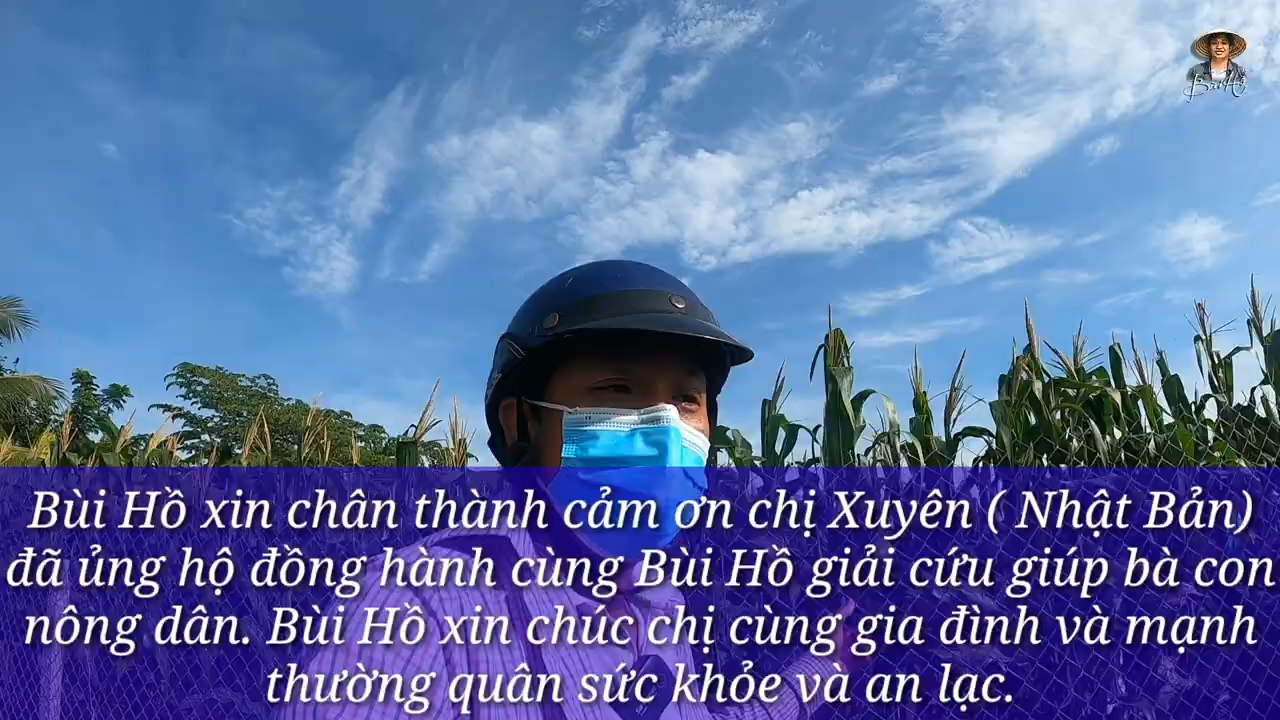 Bùi Hồ
Bùi Hồ xin chân thành cảm ơn chị Xuyên ( Nhật Bản)
đã ủng hộ đồng hành cùng Bùi Hồ giải cứu giúp bà con
nông dân. Bùi Hồ xin chúc chị cùng gia đình và mạnh
thường quân sức khỏe và an lạc.